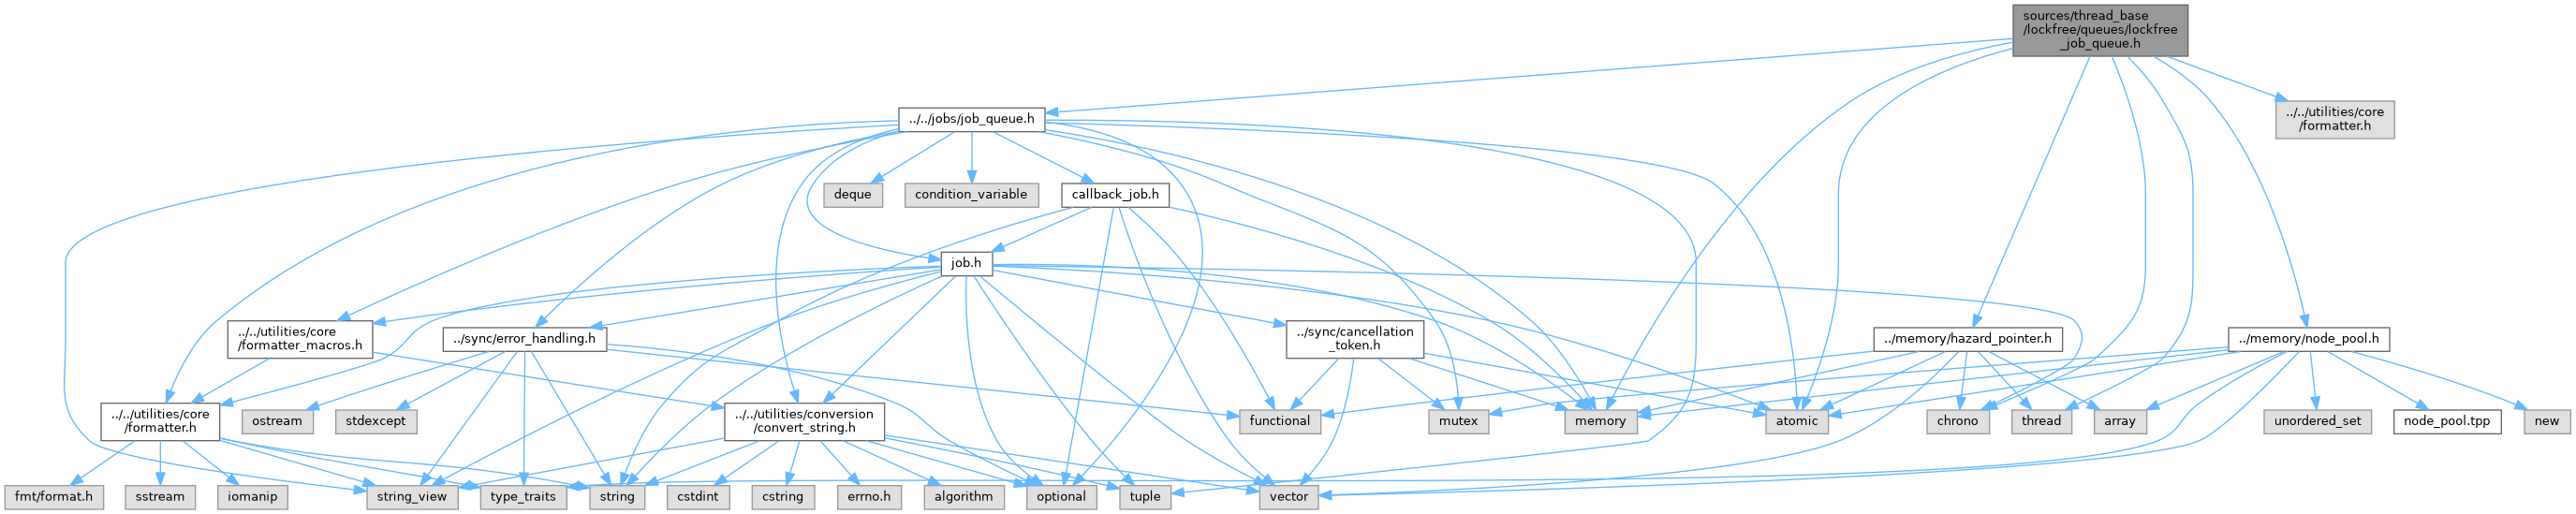 sources/thread_base
/lockfree/queues/lockfree
_job_queue.h
../../jobs/job_queue.h
../../utilities/core
/formatter.h
deque
condition_variable
callback_job.h
job.h
../../utilities/core
/formatter_macros.h
../sync/error_handling.h
../sync/cancellation
_token.h
../memory/hazard_pointer.h
../memory/node_pool.h
../../utilities/core
/formatter.h
ostream
stdexcept
../../utilities/conversion
/convert_string.h
functional
mutex
memory
atomic
chrono
thread
array
unordered_set
node_pool.tpp
new
fmt/format.h
sstream
iomanip
string_view
type_traits
string
cstdint
cstring
errno.h
algorithm
optional
tuple
vector